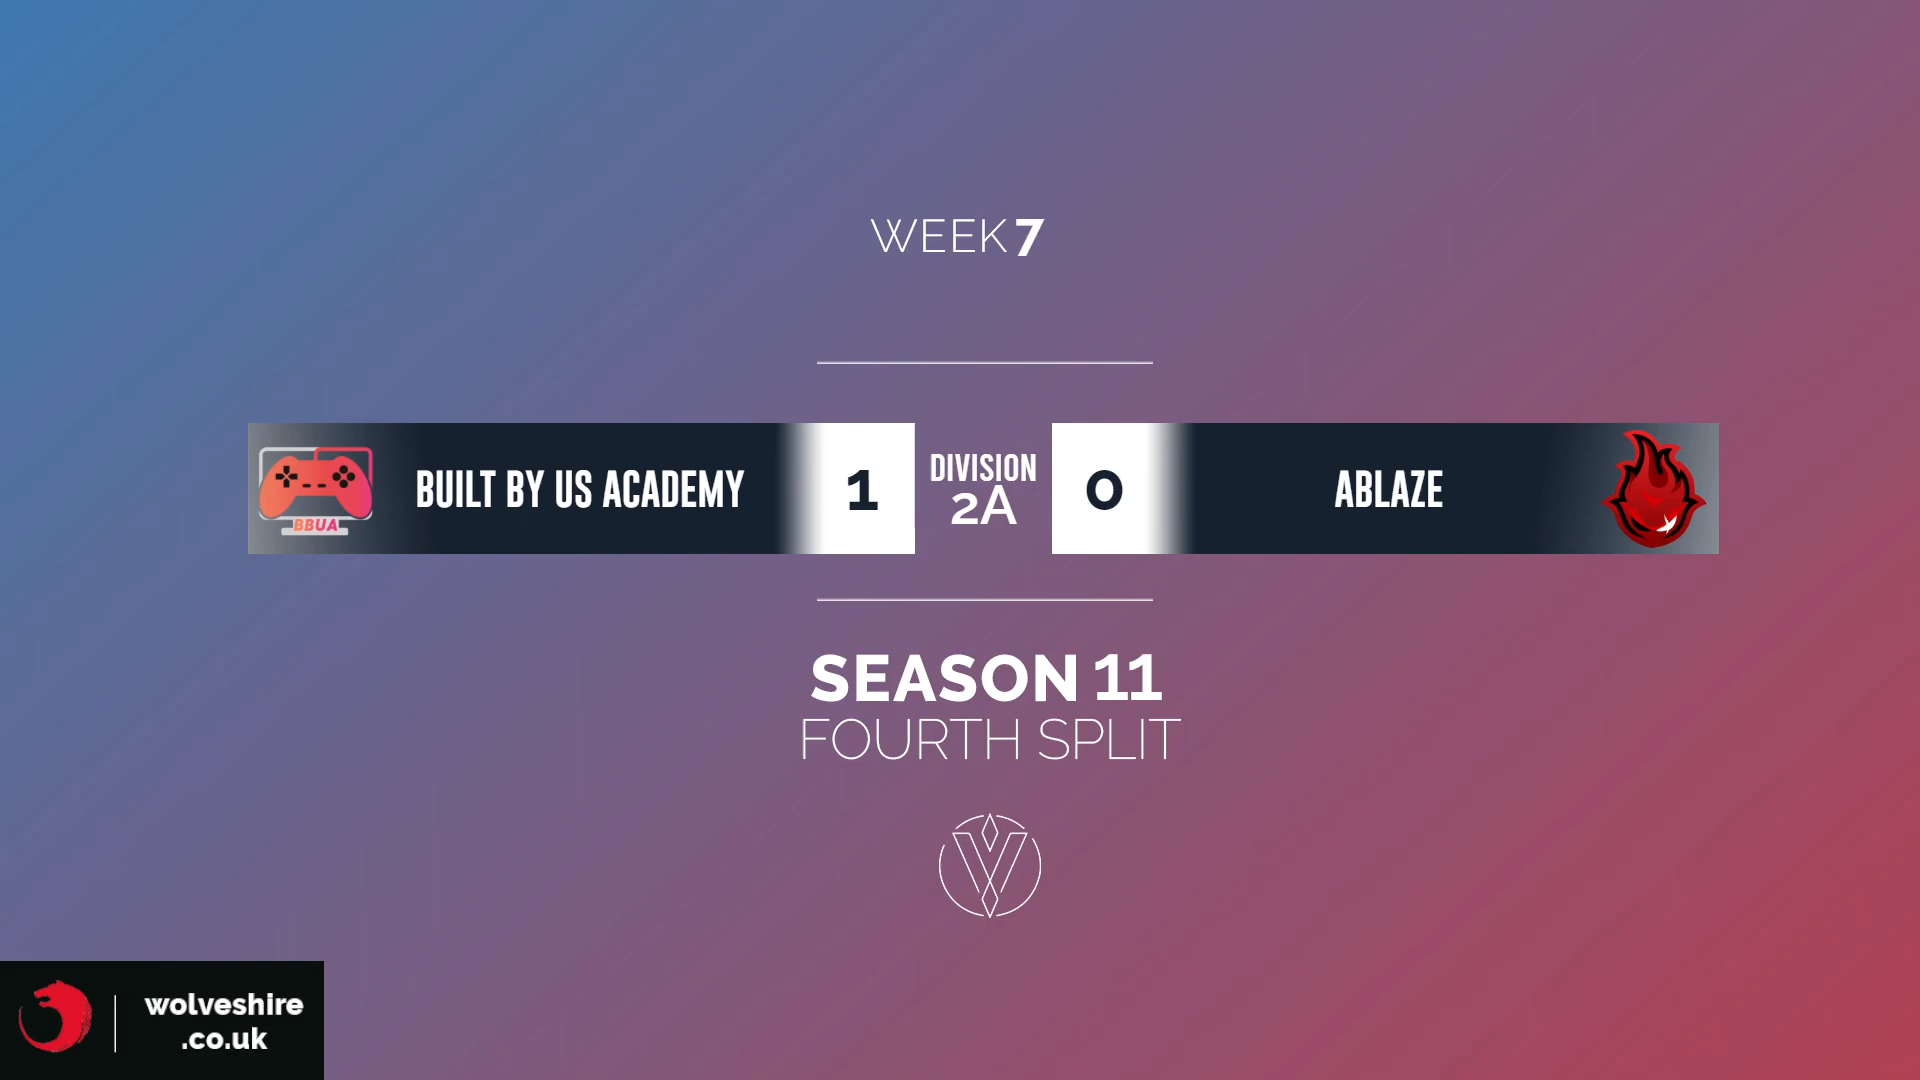 WEEK 7
BBUA
BUILT BY US ACADEMY
1
DIVISION
2A
0
ABLAZE
SEASON 11
FOURTH SPLIT
wolveshire
.co.uk